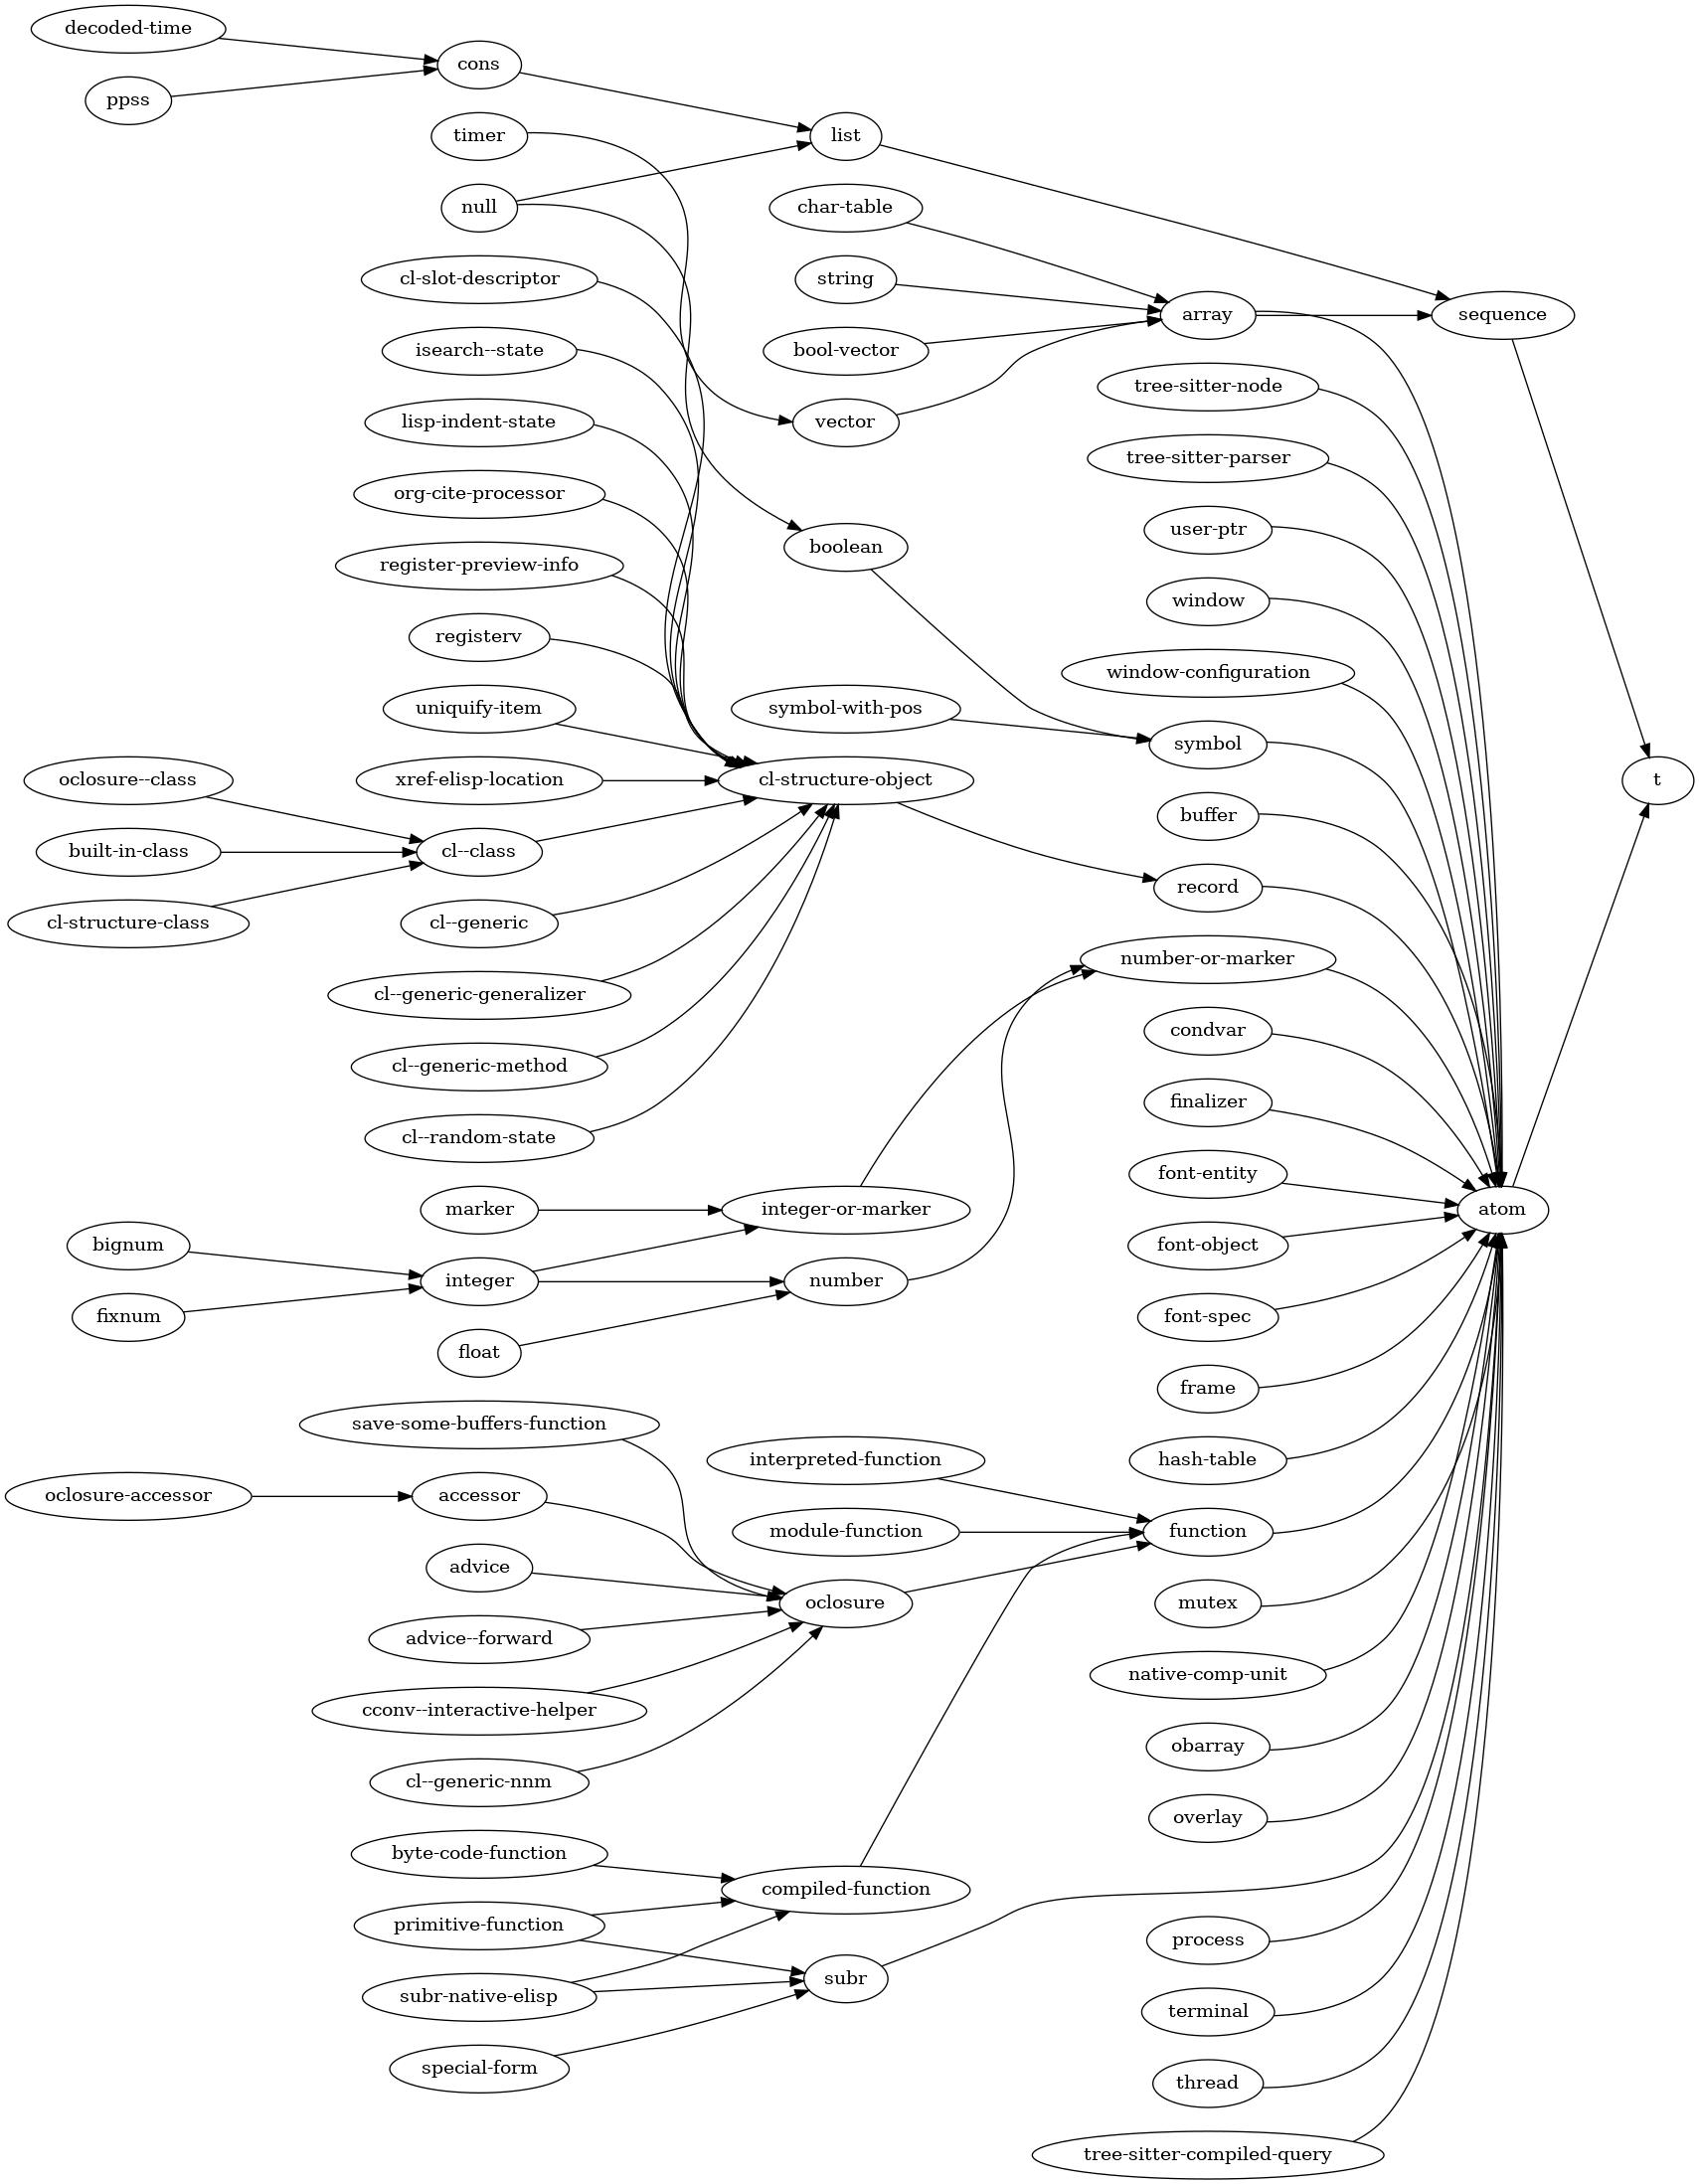 decoded-time
cons
ppss
timer
list
null
char-table
cl-slot-descriptor
string
array
sequence
isearch--state
bool-vector
tree-sitter-node
lisp-indent-state
vector
tree-sitter-parser
org-cite-processor
user-ptr
boolean
register-preview-info
window
registerv
window-configuration
uniquify-item
symbol-with-pos
symbol
oclosure--class
xref-elisp-location
cl-structure-object
t
buffer
built-in-class
cl--class
record
cl-structure-class
cl--generic
number-or-marker
cl--generic-generalizer
condvar
cl--generic-method
finalizer
cl--random-state
font-entity
marker
integer-or-marker
atom
bignum
font-object
integer
number
fixnum
font-spec
float
frame
save-some-buffers-function
interpreted-function
hash-table
oclosure-accessor
accessor
module-function
function
advice
oclosure
mutex
advice--forward
native-comp-unit
cconv--interactive-helper
obarray
cl--generic-nnm
overlay
byte-code-function
compiled-function
primitive-function
process
subr
subr-native-elisp
terminal
special-form
thread
tree-sitter-compiled-query